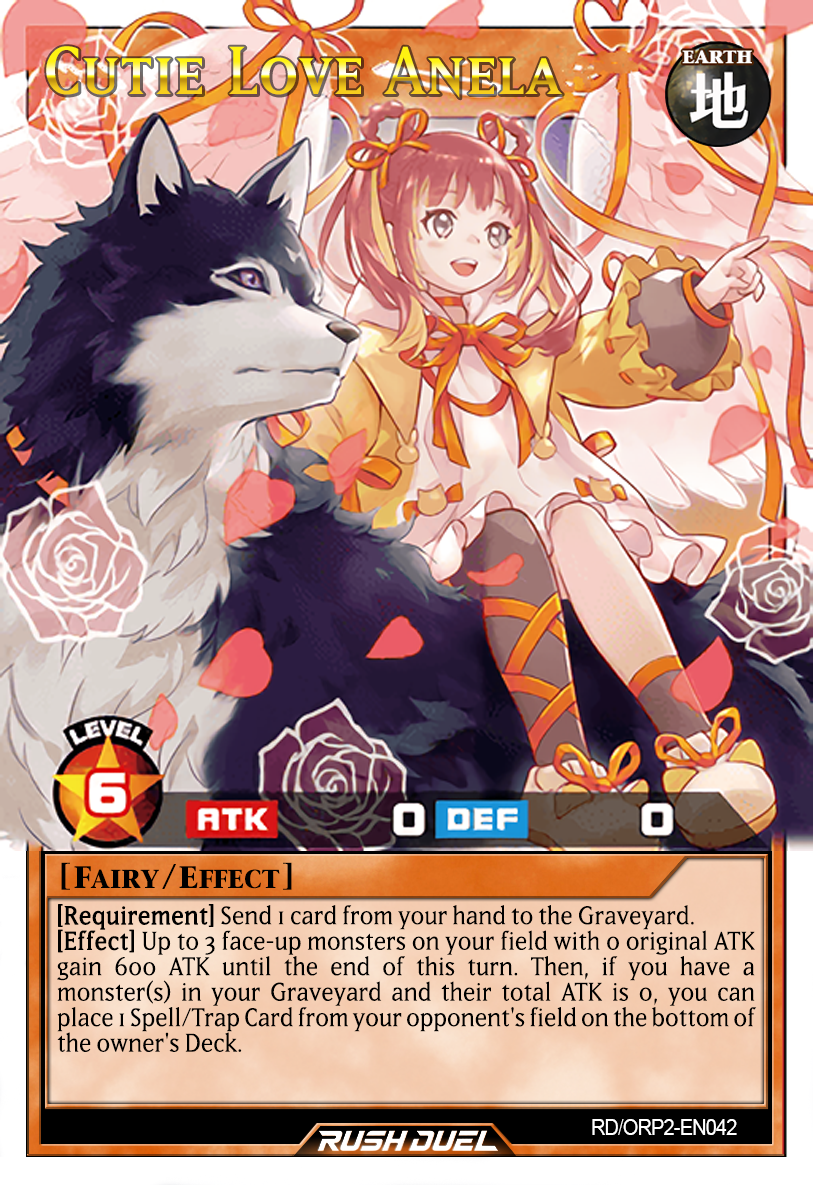 Cutie Love Anela
EARTH
地
LEVEL
6
ATK 0 DEF 0
[Fairy/Effect]
[Requirement] Send 1 card from your hand to the Graveyard.
[Effect] Up to 3 face-up monsters on your field with 0 original ATK
gain 600 ATK until the end of this turn. Then, if you have a
monster(s) in your Graveyard and their total ATK is 0, you can
place 1 Spell/Trap Card from your opponent's field on the bottom of
the owner's Deck.
RD/ORP2-EN042
RUSH DUEL